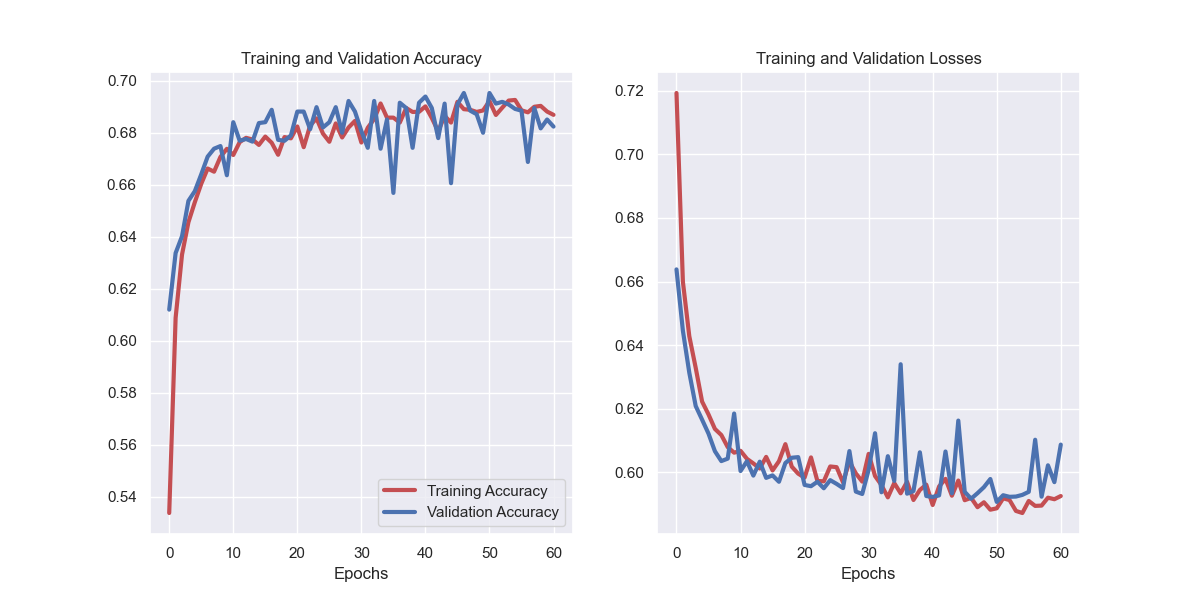 Training and Validation Accuracy
0.70
0.68
0.66
0.64
0.62
0.60
0.58
0.56
0.54
Training Accuracy
Validation Accuracy
0 10 20 30 40 50 60
Epochs
Training and Validation Losses
0.72
0.70
0.68
0.66
0.64
0.62
0.60
0 10 20 30 40 50 60
Epochs